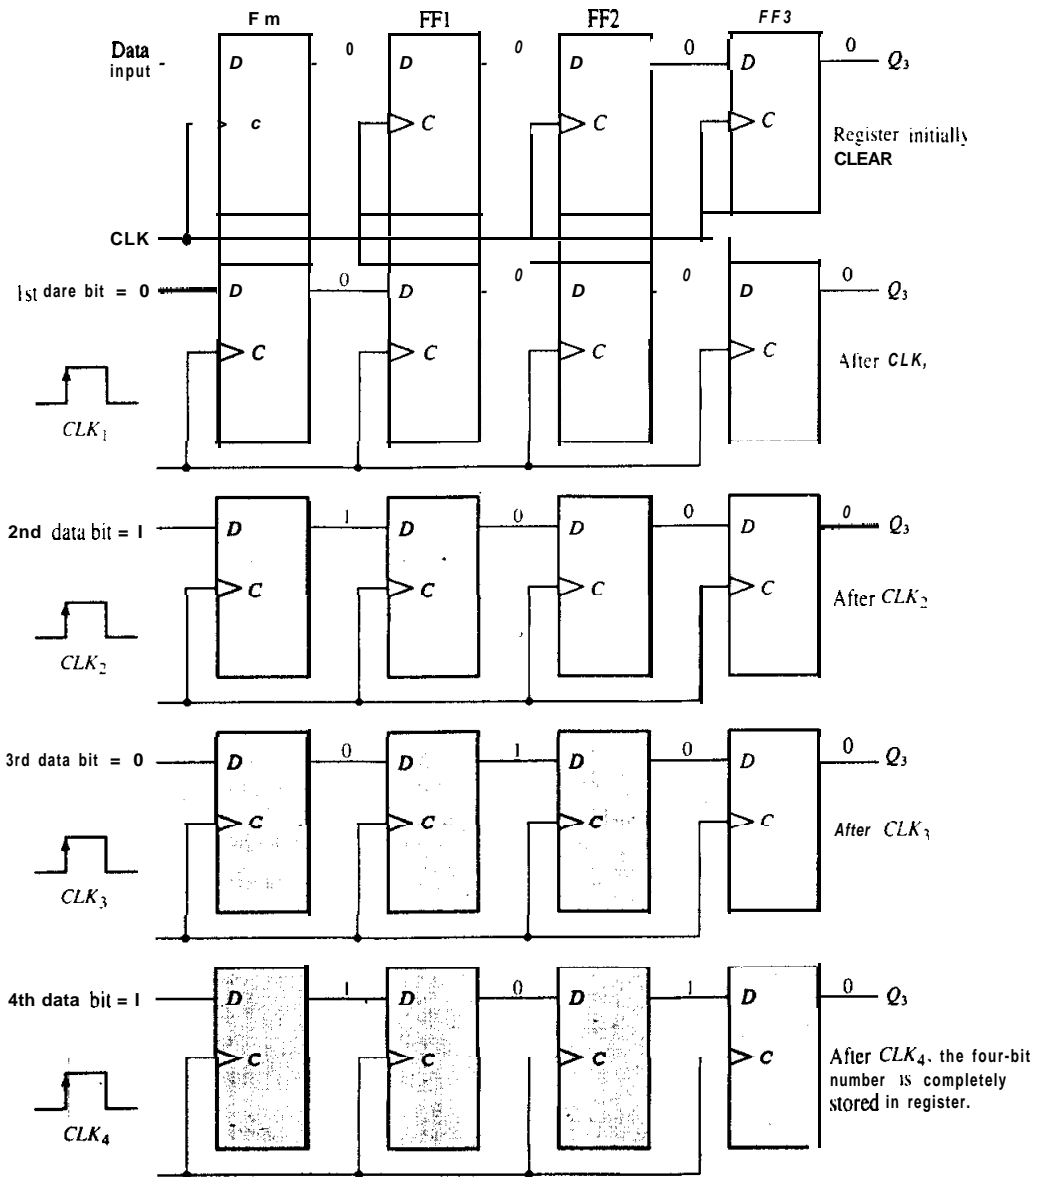 Fm FF1 FF2 FF3
Data input D 0 D 0 D 0 D 0 Q3
C C C C
Register initially
CLEAR
CLK
1st dare bit = 0 D 0 D 0 D 0 D 0 Q3
C C C C
After CLK,
CLK1
2nd data bit = I D 1 D 0 D 0 D 0 Q3
C C C C
After CLK2
CLK2
3rd data bit = 0 D 0 D 1 D 0 D 0 Q3
C C C C
After CLK3
CLK3
4th data bit = I D 1 D 0 D 1 D 0 Q3
C C C C
After CLK4, the four-bit
number is completely
stored in register.
CLK4